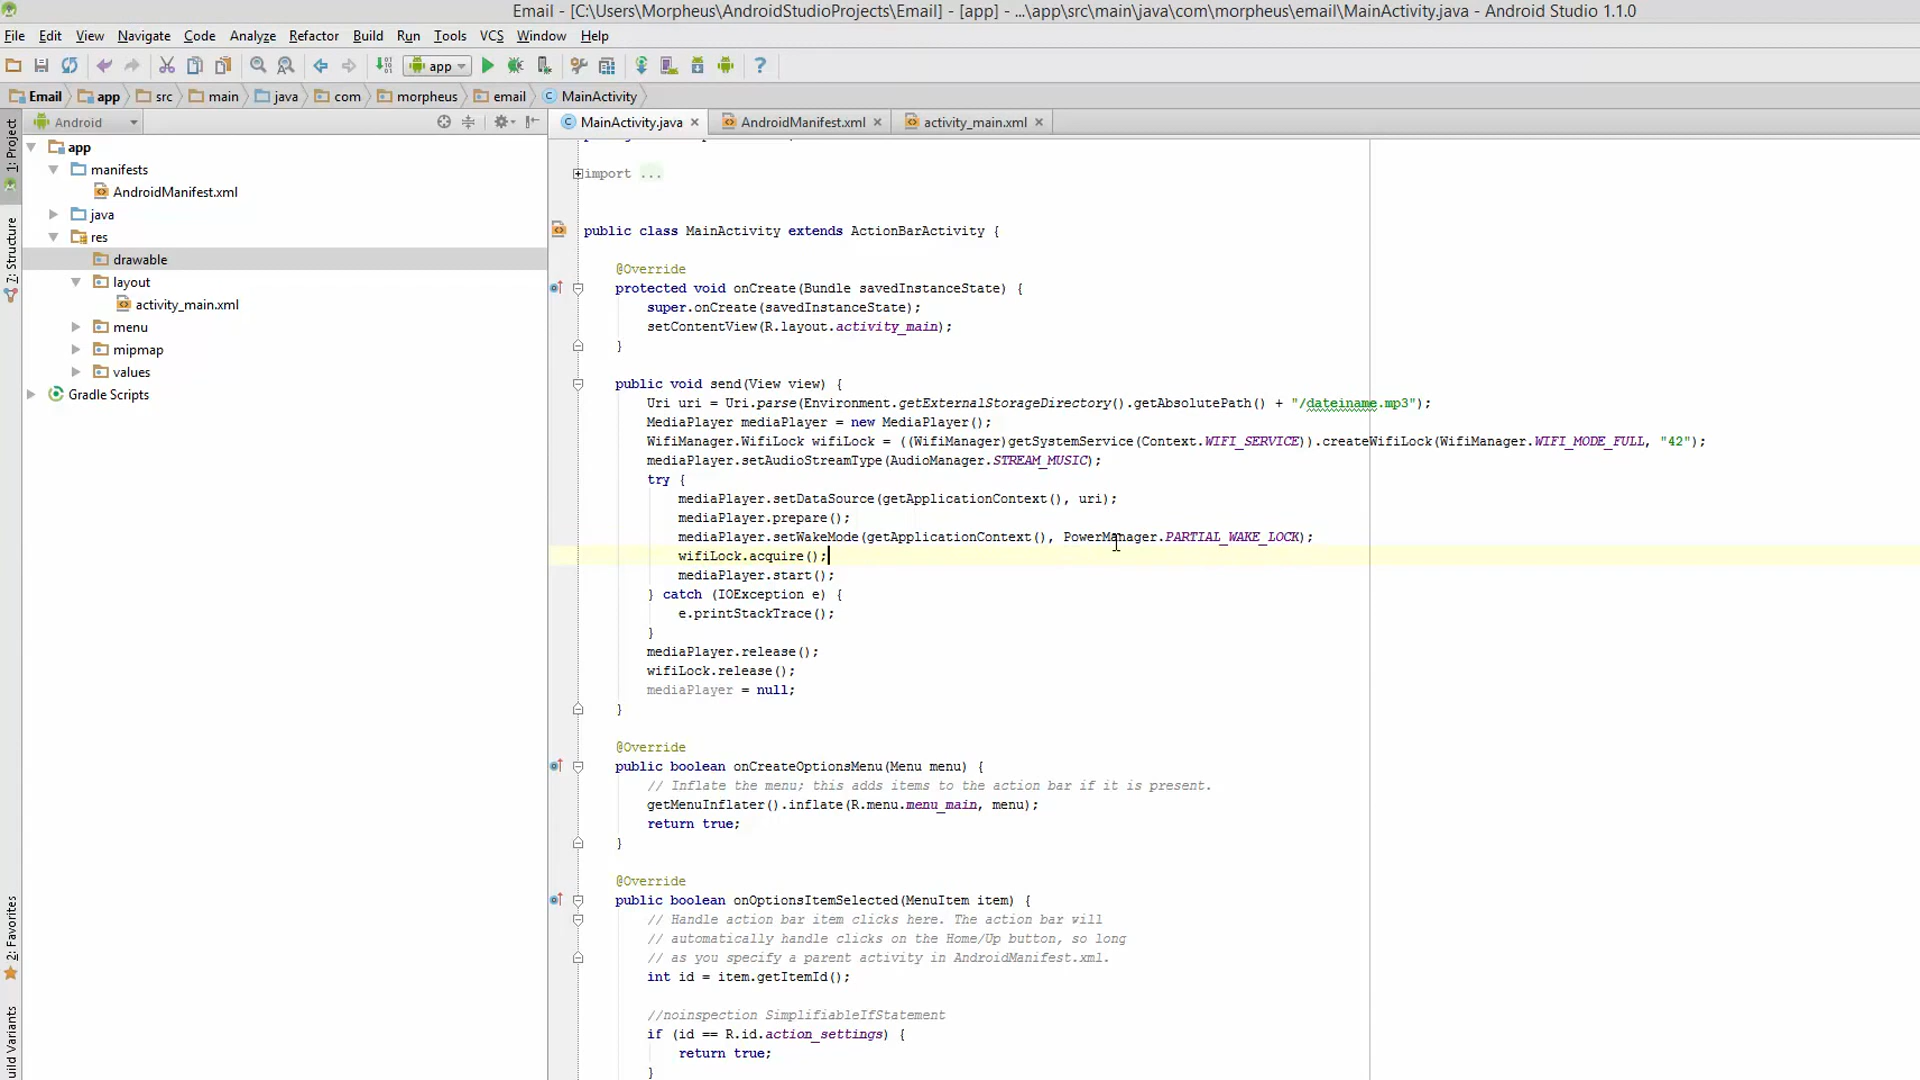 Email - [C:\Users\Morpheus\AndroidStudioProjects\Email] - [app] - ...\app\src\main\java\com\morpheus\email\MainActivity.java - Android Studio 1.1.0
File Edit View Navigate Code Analyze Refactor Build Run Tools VCS Window Help
app
Email app src main java com morpheus email MainActivity
Android
MainActivity.java AndroidManifest.xml activity_main.xml
1: Project
7: Structure
2: Favorites
uild Variants
app
manifests
AndroidManifest.xml
java
res
drawable
layout
activity_main.xml
menu
mipmap
values
Gradle Scripts
import ...
public class MainActivity extends ActionBarActivity {
@Override
protected void onCreate(Bundle savedInstanceState) {
super.onCreate(savedInstanceState);
setContentView(R.layout.activity_main);
}
public void send(View view) {
Uri uri = Uri.parse(Environment.getExternalStorageDirectory().getAbsolutePath() + "/dateiname.mp3");
MediaPlayer mediaPlayer = new MediaPlayer();
WifiManager.WifiLock wifiLock = ((WifiManager)getSystemService(Context.WIFI_SERVICE)).createWifiLock(WifiManager.WIFI_MODE_FULL, "42");
mediaPlayer.setAudioStreamType(AudioManager.STREAM_MUSIC);
try {
mediaPlayer.setDataSource(getApplicationContext(), uri);
mediaPlayer.prepare();
mediaPlayer.setWakeMode(getApplicationContext(), PowerManager.PARTIAL_WAKE_LOCK);
wifiLock.acquire();
mediaPlayer.start();
} catch (IOException e) {
e.printStackTrace();
}
mediaPlayer.release();
wifiLock.release();
mediaPlayer = null;
}
@Override
public boolean onCreateOptionsMenu(Menu menu) {
// Inflate the menu; this adds items to the action bar if it is present.
getMenuInflater().inflate(R.menu.menu_main, menu);
return true;
}
@Override
public boolean onOptionsItemSelected(MenuItem item) {
// Handle action bar item clicks here. The action bar will
// automatically handle clicks on the Home/Up button, so long
// as you specify a parent activity in AndroidManifest.xml.
int id = item.getItemId();
//noinspection SimplifiableIfStatement
if (id == R.id.action_settings) {
return true;
}